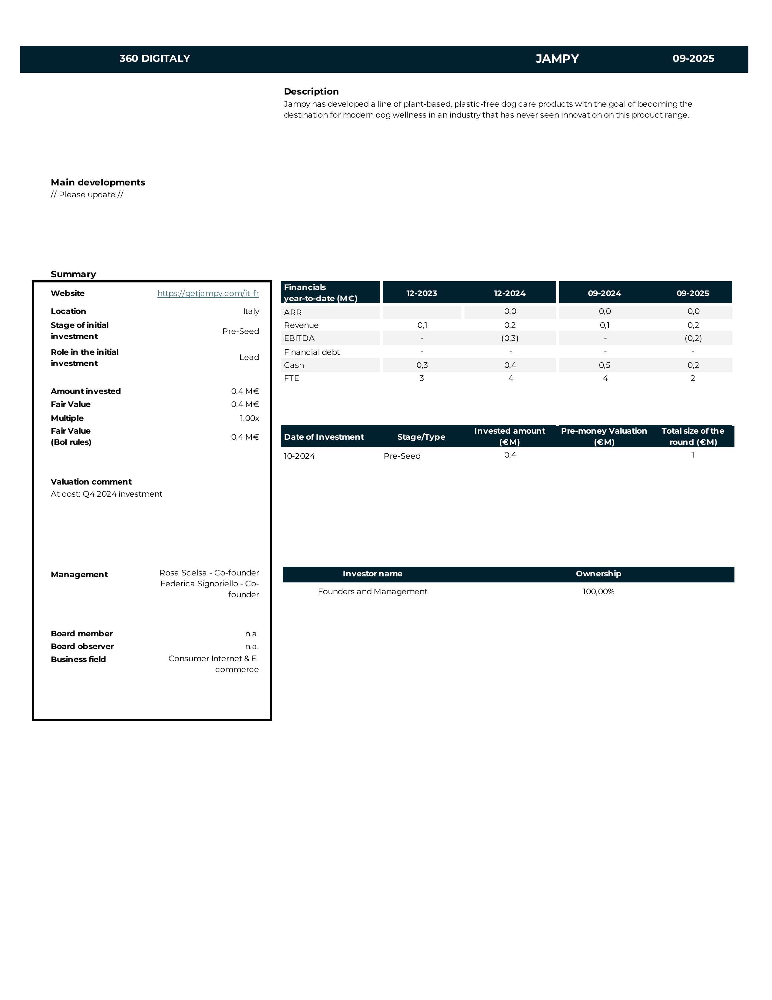 360 DIGITALY JAMPY 09-2025
Description
Jampy has developed a line of plant-based, plastic-free dog care products with the goal of becoming the
destination for modern dog wellness in an industry that has never seen innovation on this product range.
Main developments
// Please update //
Summary
Website https://getjampy.com/it-fr
Location Italy
Stage of initial
investment
Pre-Seed
Role in the initial
investment
Lead
Amount invested 0,4 M€
Fair Value 0,4 M€
Multiple 1,00x
Fair Value
(BoI rules)
0,4 M€
Valuation comment
At cost: Q4 2024 investment
Management Rosa Scelsa - Co-founder
Federica Signoriello - Co-
founder
Board member n.a.
Board observer n.a.
Business field Consumer Internet & E-
commerce
Financials
year-to-date (M€)
12-2023 12-2024 09-2024 09-2025
ARR 0,0 0,0 0,0
Revenue 0,1 0,2 0,1 0,2
EBITDA - (0,3) - (0,2)
Financial debt - - - -
Cash 0,3 0,4 0,5 0,2
FTE 3 4 4 2
Date of Investment Stage/Type Invested amount
(€M)
Pre-money Valuation
(€M)
Total size of the
round (€M)
10-2024 Pre-Seed 0,4 1
Investor name Ownership
Founders and Management 100,00%